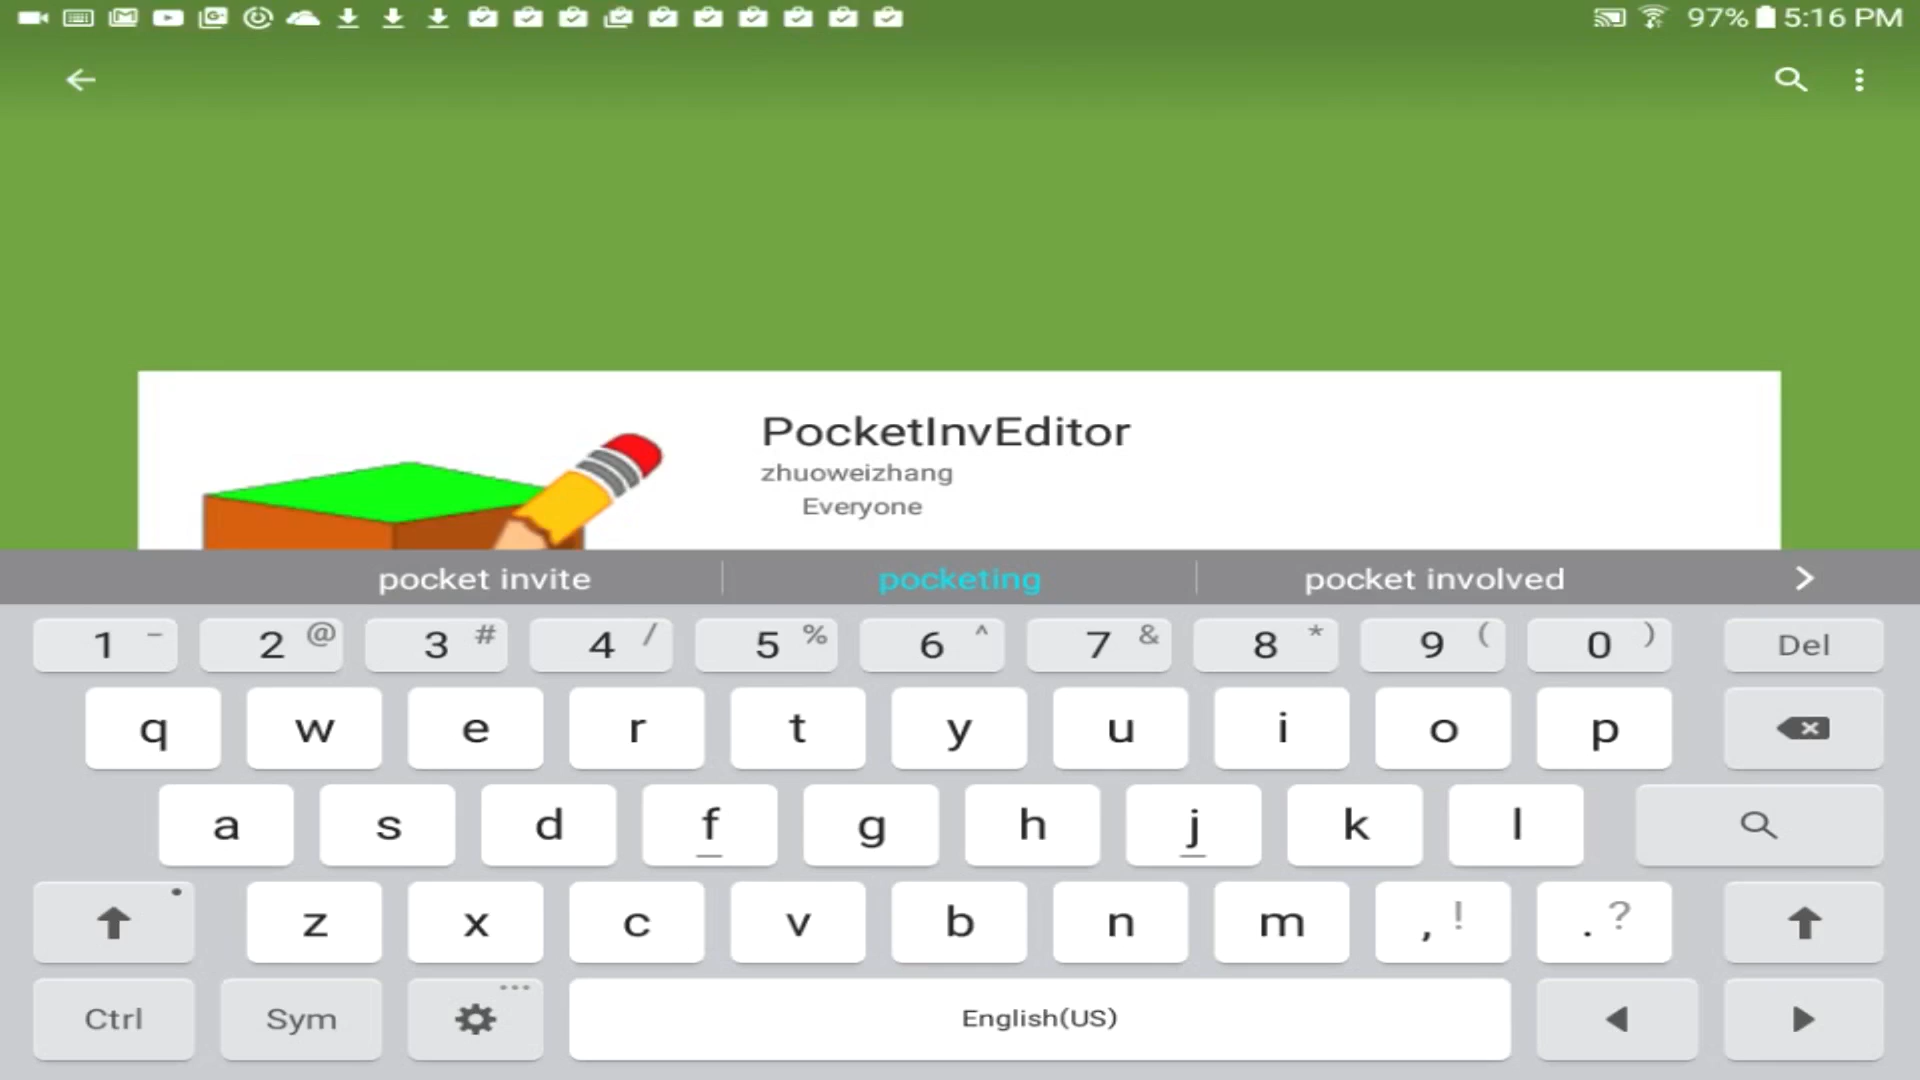 97% 5:16 PM
PocketInvEditor
zhuoweizhang
Everyone
pocket invite pocketing pocket involved >
1 - 2 @ 3 # 4 / 5 % 6 ^ 7 & 8 * 9 ( 0 ) Del
q w e r t y u i o p
a s d f g h j k l
z x c v b n m , ! . ?
Ctrl Sym English(US)